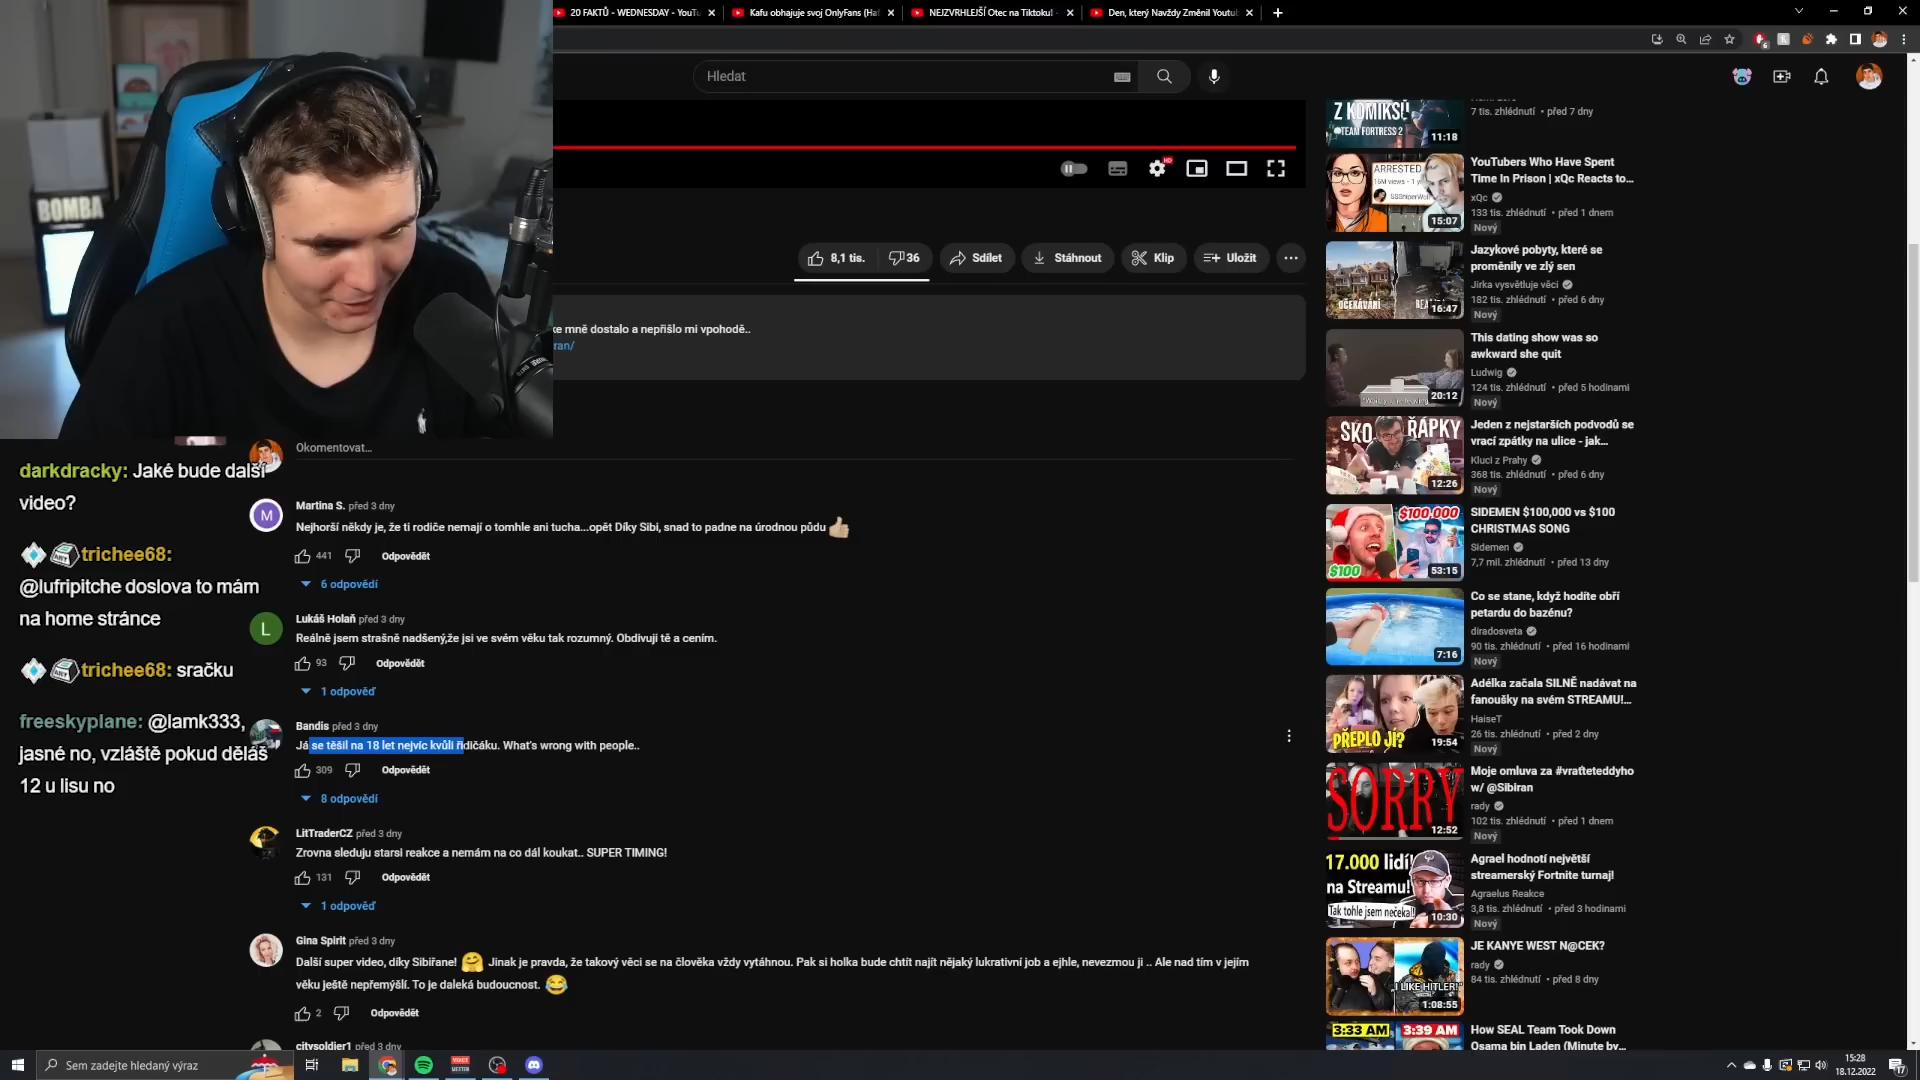 20 FAKTŮ - WEDNESDAY - YouTu
Kafu obhajuje svoj OnlyFans (Ha
NEJZVRHLEJŠÍ Otec na Tiktoku! -
Den, který Navždy Změnil Youtub
Hledat
BOMBA
8,1 tis.
36
Sdílet
Stáhnout
Klip
Uložit
ke mně dostalo a nepřišlo mi vpohodě..
ran/
Okomentovat...
darkdracky: Jaké bude další
video?
trichee68:
@lufripitche doslova to mám
na home stránce
trichee68: sračku
freeskyplane: @lamk333,
jasné no, vzláště pokud děláš
12 u lisu no
M
Martina S. před 3 dny
Nejhorší někdy je, že ti rodiče nemají o tomhle ani tucha...opět Díky Sibi, snad to padne na úrodnou půdu
441
Odpovědět
6 odpovědí
L
Lukáš Holaň před 3 dny
Reálně jsem strašně nadšený,že jsi ve svém věku tak rozumný. Obdivuji tě a cením.
93
Odpovědět
1 odpověď
Bandis před 3 dny
Já se těšil na 18 let nejvíc kvůli řidičáku. What's wrong with people..
309
Odpovědět
8 odpovědí
LitTraderCZ před 3 dny
Zrovna sleduju starsi reakce a nemám na co dál koukat.. SUPER TIMING!
131
Odpovědět
1 odpověď
Gina Spirit před 3 dny
Další super video, díky Sibiřane! Jinak je pravda, že takový věci se na člověka vždy vytáhnou. Pak si holka bude chtít najít nějaký lukrativní job a ejhle, nevezmou ji .. Ale nad tím v jejím
věku ještě nepřemýšlí. To je daleká budoucnost.
2
Odpovědět
citysoldier1 před 3 dny
Z KOMIKSŮ
TEAM FORTRESS 2
11:18
7 tis. zhlédnutí • před 7 dny
ARRESTED
SSSniperWolf
15:07
YouTubers Who Have Spent
Time In Prison | xQc Reacts to...
xQc
133 tis. zhlédnutí • před 1 dnem
Nový
OČEKÁVÁNÍ
16:47
Jazykové pobyty, které se
proměnily ve zlý sen
Jirka vysvětluje věci
182 tis. zhlédnutí • před 6 dny
Nový
20:12
This dating show was so
awkward she quit
Ludwig
124 tis. zhlédnutí • před 5 hodinami
Nový
SKOŘÁPKY
12:26
Jeden z nejstarších podvodů se
vrací zpátky na ulice - jak...
Kluci z Prahy
368 tis. zhlédnutí • před 6 dny
Nový
$100,000
$100
53:15
SIDEMEN $100,000 vs $100
CHRISTMAS SONG
Sidemen
7,7 mil. zhlédnutí • před 13 dny
7:16
Co se stane, když hodíte obří
petardu do bazénu?
diradosveta
90 tis. zhlédnutí • před 16 hodinami
Nový
PŘEPLO JÍ?
19:54
Adélka začala SILNĚ nadávat na
fanoušky na svém STREAMU!...
HaiseT
26 tis. zhlédnutí • před 2 dny
Nový
SORRY
12:52
Moje omluva za #vraťteteddyho
w/ @Sibiran
rady
102 tis. zhlédnutí • před 1 dnem
Nový
17.000 lidí!
na Streamu!
Tak tohle jsem nečekal!
10:30
Agrael hodnotí největší
streamerský Fortnite turnaj!
Agraelus Reakce
3,8 tis. zhlédnutí • před 3 hodinami
Nový
I LIKE HITLER!"
1:08:55
JE KANYE WEST N@CEK?
rady
84 tis. zhlédnutí • před 8 dny
3:33 AM
3:39 AM
How SEAL Team Took Down
Osama bin Laden (Minute by...
Sem zadejte hledaný výraz
15:28
18.12.2022